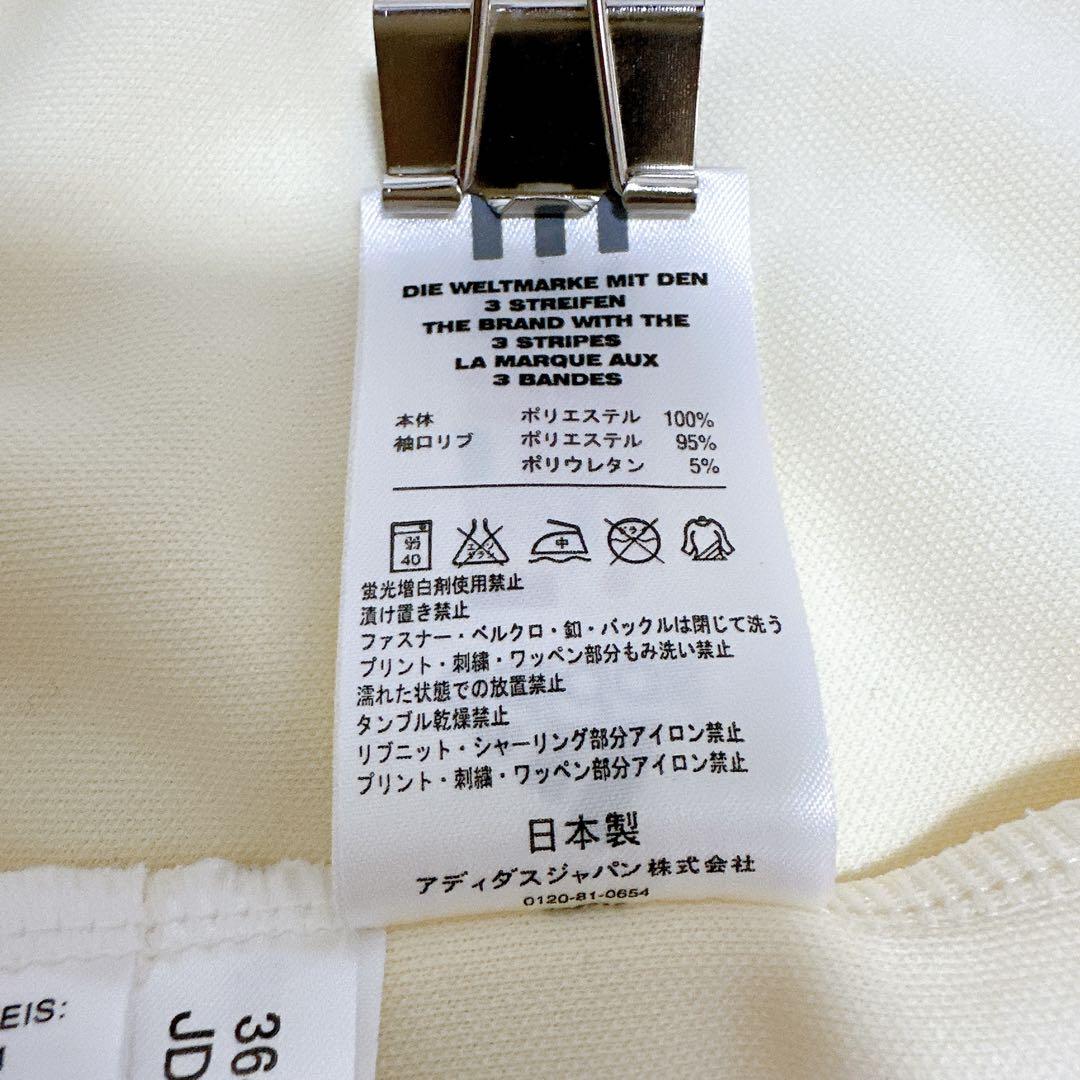 DIE WELTMARKE MIT DEN
3 STREIFEN
THE BRAND WITH THE
3 STRIPES
LA MARQUE AUX
3 BANDES
本体 ポリエステル 100%
袖口リブ ポリエステル 95%
ポリウレタン 5%
40
エンソ
サラシ
中
ドライ
蛍光増白剤使用禁止
漬け置き禁止
ファスナー・ベルクロ・釦・バックルは閉じて洗う
プリント・刺繍・ワッペン部分もみ洗い禁止
濡れた状態での放置禁止
タンブル乾燥禁止
リブニット・シャーリング部分アイロン禁止
プリント・刺繍・ワッペン部分アイロン禁止
日本製
アディダスジャパン株式会社
0120-81-0654
EIS:
36
JD